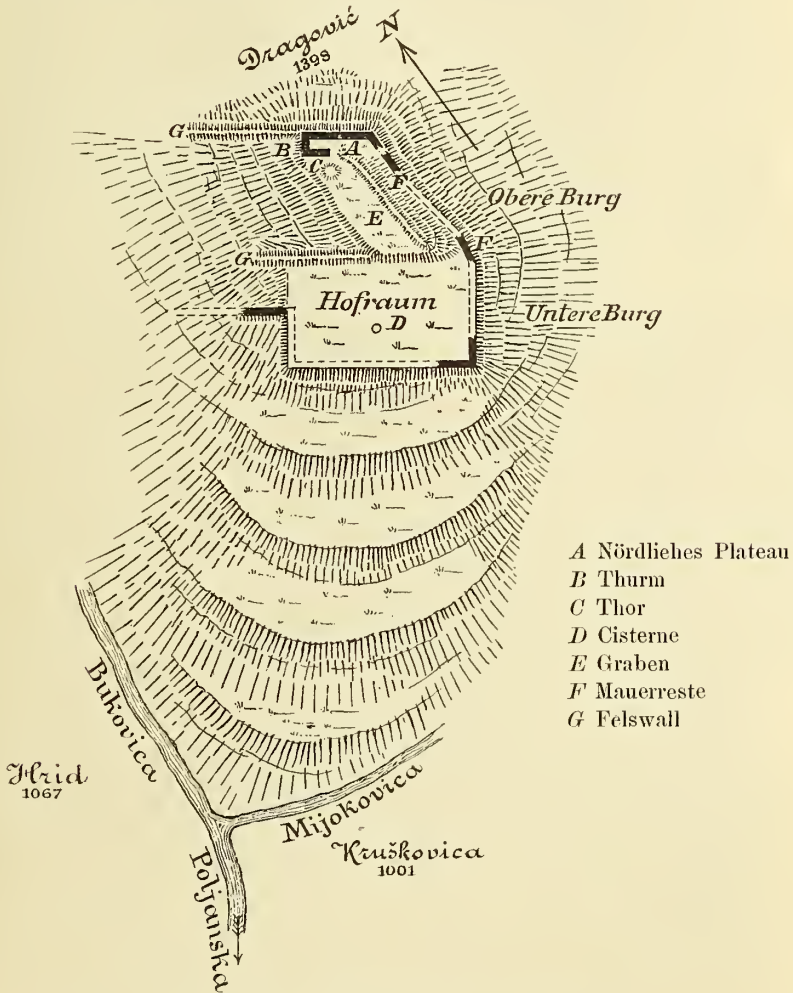 Dragović
1398
N
G
B
A
C
F
Obere Burg
E
F
G
Hofraum
D
Untere Burg
A Nördliches Plateau
B Thurm
C Thor
D Cisterne
E Graben
F Mauerreste
G Felswall
Bukovica
Hrid
1067
Mijokovica
Kruškovica
1001
Poljanska